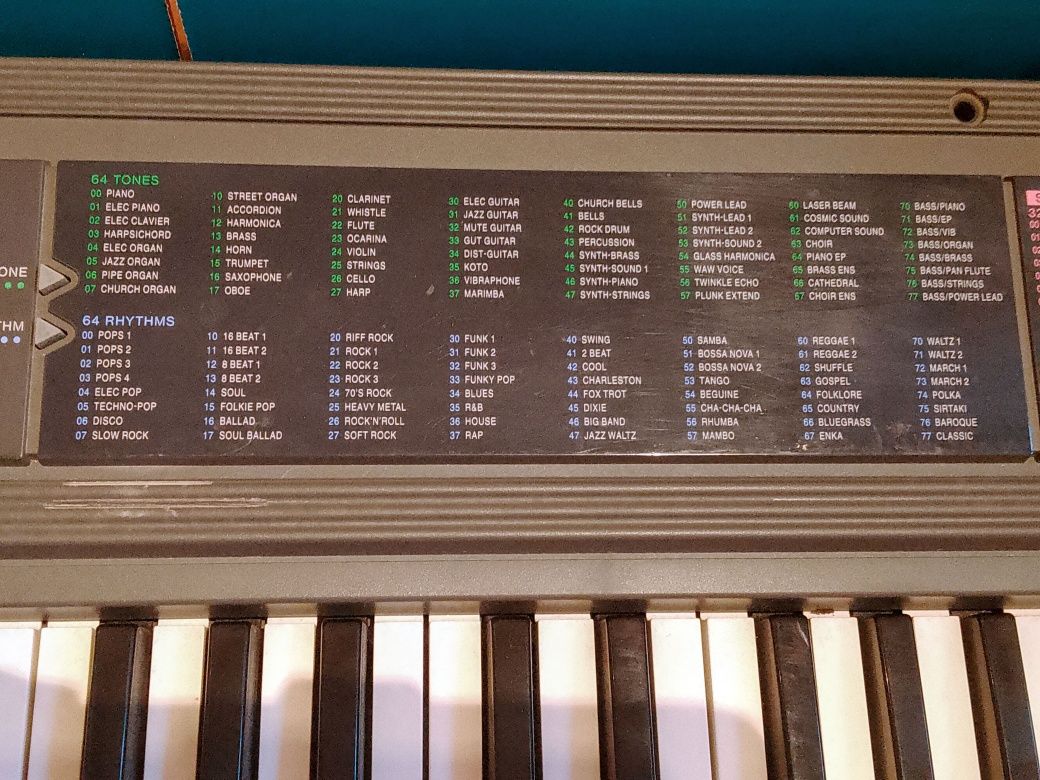 64 TONES
00 PIANO
01 ELEC PIANO
02 ELEC CLAVIER
03 HARPSICHORD
04 ELEC ORGAN
05 JAZZ ORGAN
06 PIPE ORGAN
07 CHURCH ORGAN
10 STREET ORGAN
11 ACCORDION
12 HARMONICA
13 BRASS
14 HORN
15 TRUMPET
16 SAXOPHONE
17 OBOE
20 CLARINET
21 WHISTLE
22 FLUTE
23 OCARINA
24 VIOLIN
25 STRINGS
26 CELLO
27 HARP
30 ELEC GUITAR
31 JAZZ GUITAR
32 MUTE GUITAR
33 GUT GUITAR
34 DIST-GUITAR
35 KOTO
36 VIBRAPHONE
37 MARIMBA
40 CHURCH BELLS
41 BELLS
42 ROCK DRUM
43 PERCUSSION
44 SYNTH-BRASS
45 SYNTH-SOUND 1
46 SYNTH-PIANO
47 SYNTH-STRINGS
50 POWER LEAD
51 SYNTH-LEAD 1
52 SYNTH-LEAD 2
53 SYNTH-SOUND 2
54 GLASS HARMONICA
55 WAW VOICE
56 TWINKLE ECHO
57 PLUNK EXTEND
60 LASER BEAM
61 COSMIC SOUND
62 COMPUTER SOUND
63 CHOIR
64 PIANO EP
65 BRASS ENS
66 CATHEDRAL
67 CHOIR ENS
70 BASS/PIANO
71 BASS/EP
72 BASS/VIB
73 BASS/ORGAN
74 BASS/BRASS
75 BASS/PAN FLUTE
76 BASS/STRINGS
77 BASS/POWER LEAD
ONE
THM
64 RHYTHMS
00 POPS 1
01 POPS 2
02 POPS 3
03 POPS 4
04 ELEC POP
05 TECHNO-POP
06 DISCO
07 SLOW ROCK
10 16 BEAT 1
11 16 BEAT 2
12 8 BEAT 1
13 8 BEAT 2
14 SOUL
15 FOLKIE POP
16 BALLAD
17 SOUL BALLAD
20 RIFF ROCK
21 ROCK 1
22 ROCK 2
23 ROCK 3
24 70'S ROCK
25 HEAVY METAL
26 ROCK'N'ROLL
27 SOFT ROCK
30 FUNK 1
31 FUNK 2
32 FUNK 3
33 FUNKY POP
34 BLUES
35 R&B
36 HOUSE
37 RAP
40 SWING
41 2 BEAT
42 COOL
43 CHARLESTON
44 FOX TROT
45 DIXIE
46 BIG BAND
47 JAZZ WALTZ
50 SAMBA
51 BOSSA NOVA 1
52 BOSSA NOVA 2
53 TANGO
54 BEGUINE
55 CHA-CHA-CHA
56 RHUMBA
57 MAMBO
60 REGGAE 1
61 REGGAE 2
62 SHUFFLE
63 GOSPEL
64 FOLKLORE
65 COUNTRY
66 BLUEGRASS
67 ENKA
70 WALTZ 1
71 WALTZ 2
72 MARCH 1
73 MARCH 2
74 POLKA
75 SIRTAKI
76 BAROQUE
77 CLASSIC